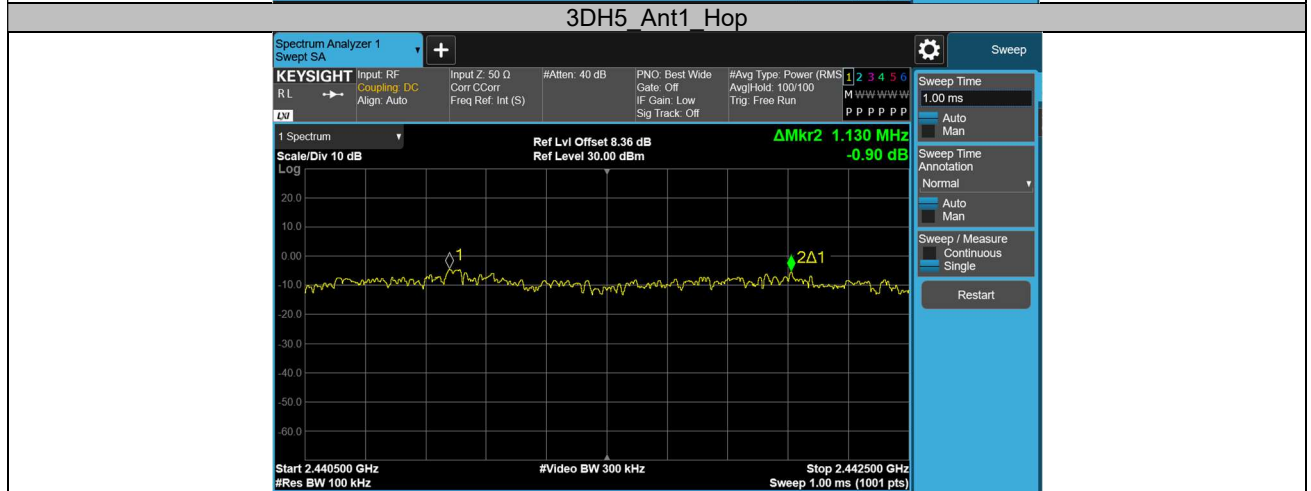 3DH5_Ant1_Hop
Spectrum Analyzer 1
Swept SA
+
Sweep
KEYSIGHT
RL
LXI
Input: RF
Coupling: DC
Align: Auto
Input Z: 50 Ω
Corr CCorr
Freq Ref: Int (S)
#Atten: 40 dB
PNO: Best Wide
Gate: Off
IF Gain: Low
Sig Track: Off
#Avg Type: Power (RMS
Avg|Hold: 100/100
Trig: Free Run
1 2 3 4 5 6
M W W W W W
P P P P P P
1 Spectrum
Scale/Div 10 dB
Ref Lvl Offset 8.36 dB
Ref Level 30.00 dBm
ΔMkr2 1.130 MHz
-0.90 dB
Log
20.0
10.0
0.00
-10.0
-20.0
-30.0
-40.0
-50.0
-60.0
1
2Δ1
Start 2.440500 GHz
#Res BW 100 kHz
#Video BW 300 kHz
Stop 2.442500 GHz
Sweep 1.00 ms (1001 pts)
Sweep Time
1.00 ms
Auto
Man
Sweep Time
Annotation
Normal
Auto
Man
Sweep / Measure
Continuous
Single
Restart